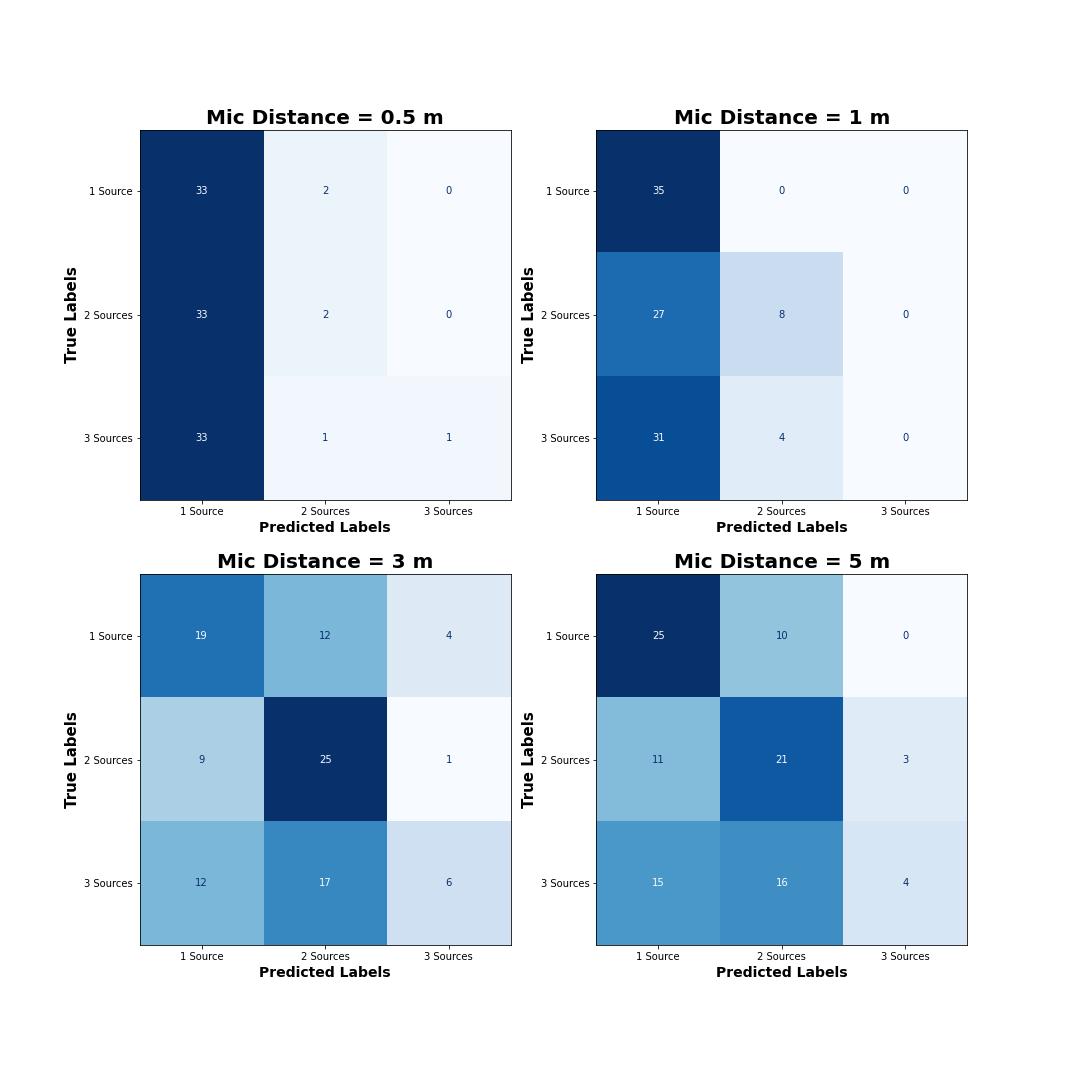 Mic Distance = 0.5 m
True Labels
1 Source 33 2 0
2 Sources 33 2 0
3 Sources 33 1 1
1 Source 2 Sources 3 Sources
Predicted Labels
Mic Distance = 1 m
True Labels
1 Source 35 0 0
2 Sources 27 8 0
3 Sources 31 4 0
1 Source 2 Sources 3 Sources
Predicted Labels
Mic Distance = 3 m
True Labels
1 Source 19 12 4
2 Sources 9 25 1
3 Sources 12 17 6
1 Source 2 Sources 3 Sources
Predicted Labels
Mic Distance = 5 m
True Labels
1 Source 25 10 0
2 Sources 11 21 3
3 Sources 15 16 4
1 Source 2 Sources 3 Sources
Predicted Labels